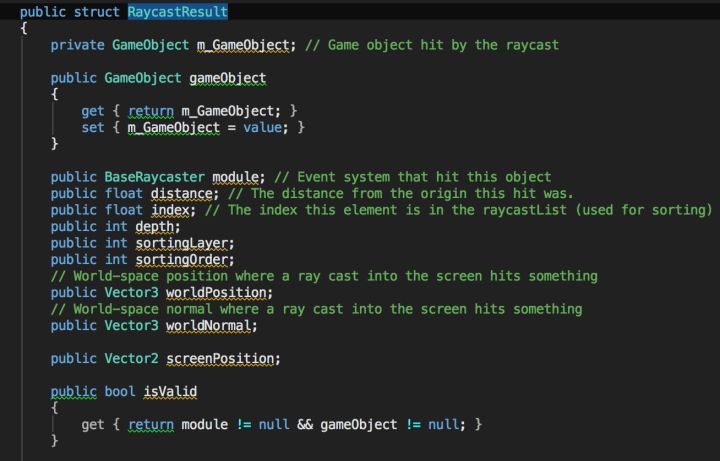 public struct RaycastResult
{
private GameObject m_GameObject; // Game object hit by the raycast
public GameObject gameObject
{
get { return m_GameObject; }
set { m_GameObject = value; }
}
public BaseRaycaster module; // Event system that hit this object
public float distance; // The distance from the origin this hit was.
public float index; // The index this element is in the raycastList (used for sorting)
public int depth;
public int sortingLayer;
public int sortingOrder;
// World-space position where a ray cast into the screen hits something
public Vector3 worldPosition;
// World-space normal where a ray cast into the screen hits something
public Vector3 worldNormal;
public Vector2 screenPosition;
public bool isValid
{
get { return module != null && gameObject != null; }
}